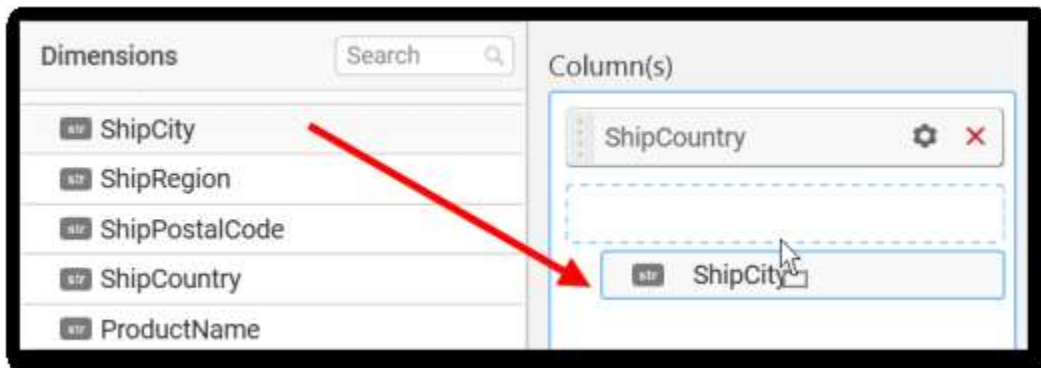 Dimensions
Search
str ShipCity
str ShipRegion
str ShipPostalCode
str ShipCountry
str ProductName
Column(s)
ShipCountry
str ShipCity